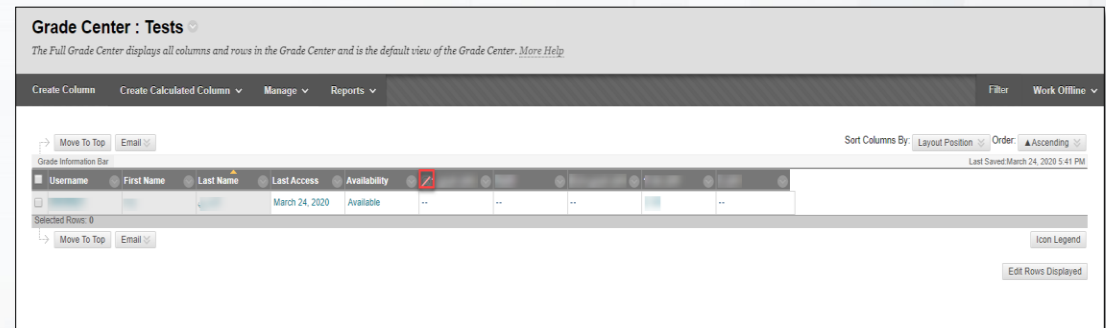 Grade Center : Tests
The Full Grade Center displays all columns and rows in the Grade Center and is the default view of the Grade Center. More Help
Create Column Create Calculated Column Manage Reports Filter Work Offline
Move To Top Email Sort Columns By: Layout Position Order: ▲Ascending
Grade Information Bar Last Saved:March 24, 2020 5:41 PM
Username First Name Last Name Last Access Availability
March 24, 2020 Available -- -- -- --
Selected Rows: 0
Move To Top Email Icon Legend
Edit Rows Displayed